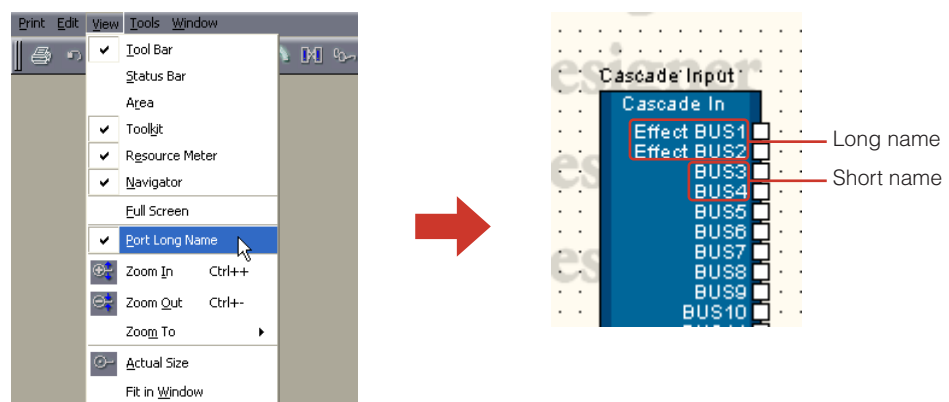 Print Edit View Tools Window
Tool Bar
Status Bar
Area
Toolkit
Resource Meter
Navigator
Full Screen
Port Long Name
Zoom In Ctrl++
Zoom Out Ctrl+-
Zoom To
Actual Size
Fit in Window
esigner
Cascade Input
Cascade In
Effect BUS1
Effect BUS2
BUS3
BUS4
BUS5
BUS6
BUS7
BUS8
BUS9
BUS10
Long name
Short name